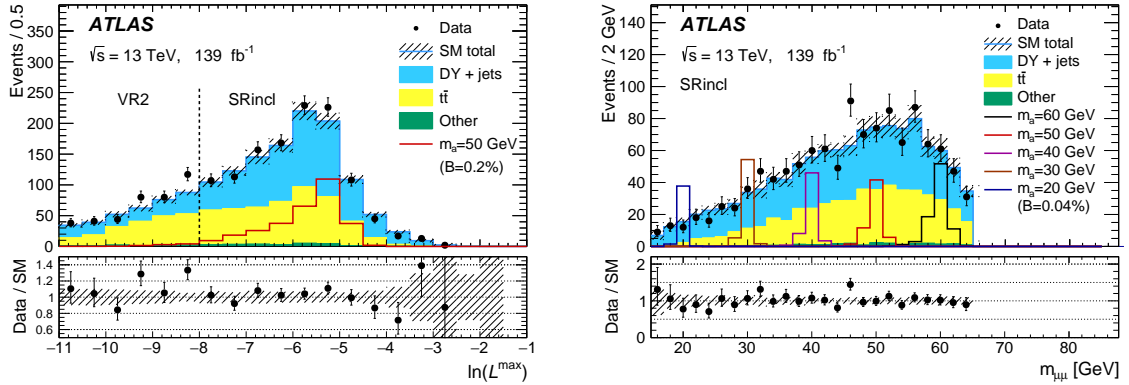 ATLAS
√s = 13 TeV, 139 fb⁻¹
VR2
SRincl
Data
SM total
DY + jets
tt̄
Other
mₐ=50 GeV
(B=0.2%)
Events / 0.5
350
300
250
200
150
100
50
0
Data / SM
1.4
1.2
1
0.8
0.6
−11 −10 −9 −8 −7 −6 −5 −4 −3 −2 −1
ln(Lᵐᵃˣ)
ATLAS
√s = 13 TeV, 139 fb⁻¹
SRincl
Data
SM total
DY + jets
tt̄
Other
mₐ=60 GeV
mₐ=50 GeV
mₐ=40 GeV
mₐ=30 GeV
mₐ=20 GeV
(B=0.04%)
Events / 2 GeV
140
120
100
80
60
40
20
0
Data / SM
2
1
0
20 30 40 50 60 70 80
m_μμ [GeV]